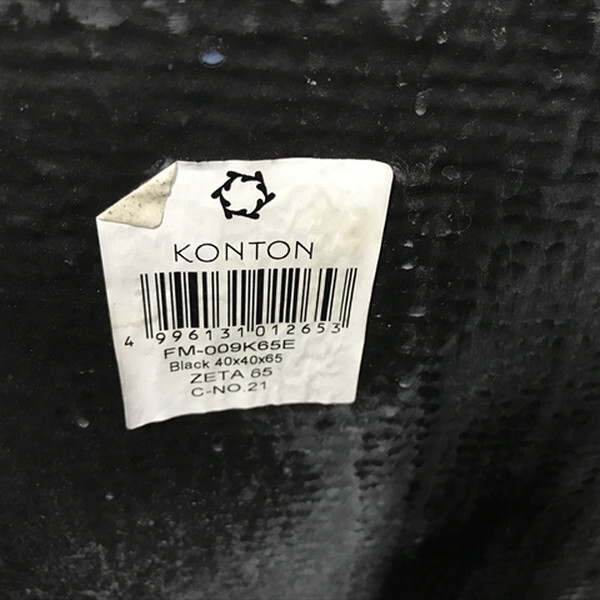 KONTON
4 996131 012653
FM-009K65E
Black 40x40x65
ZETA 65
C-NO.21